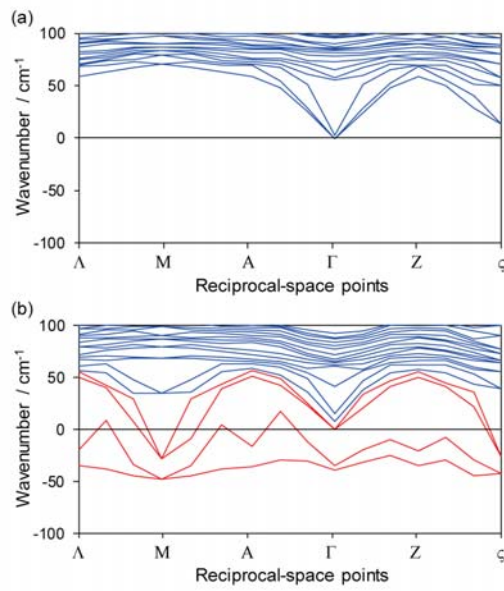 (a)
100
50
0
-50
-100
Wavenumber / cm⁻¹
Λ M A Γ Z ς
Reciprocal-space points
(b)
100
50
0
-50
-100
Wavenumber / cm⁻¹
Λ M A Γ Z ς
Reciprocal-space points